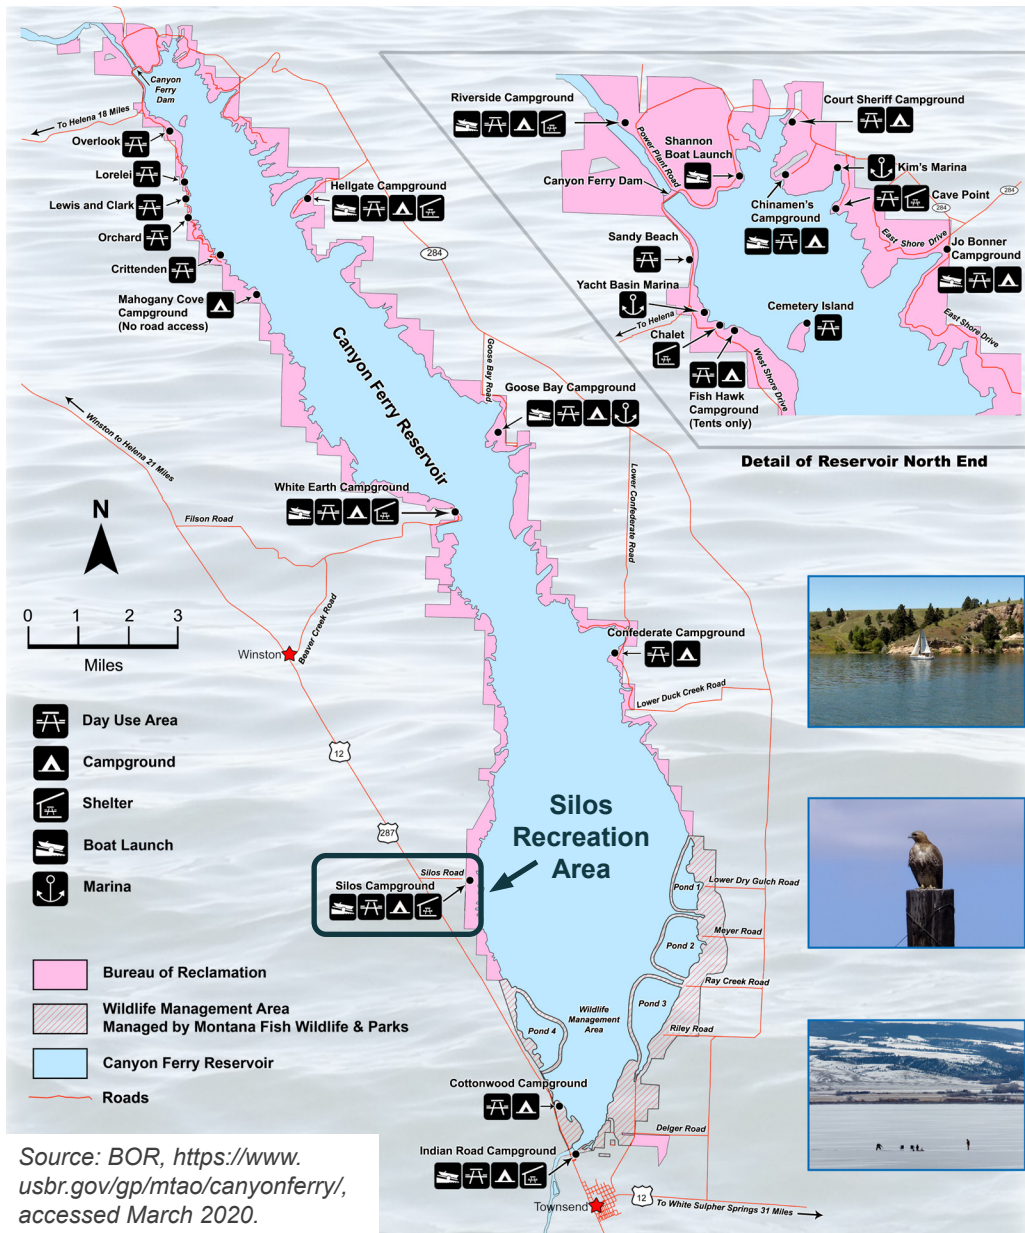 Canyon
Ferry
Dam
To Helena 18 Miles
Overlook
Lorelei
Lewis and Clark
Orchard
Crittenden
Mahogany Cove
Campground
(No road access)
Hellgate Campground
284
Canyon Ferry Reservoir
Goose Bay Road
Goose Bay Campground
Winston to Helena 21 Miles
White Earth Campground
Filson Road
Lower Confederate Road
N
0 1 2 3
Miles
Beaver Creek Road
Winston
Confederate Campground
Lower Duck Creek Road
12
287
Silos
Recreation
Area
Silos Road
Silos Campground
Pond 1
Lower Dry Gulch Road
Meyer Road
Pond 2
Ray Creek Road
Pond 3
Wildlife
Management
Area
Riley Road
Pond 4
Cottonwood Campground
Delger Road
Indian Road Campground
Townsend
12
To White Sulpher Springs 31 Miles
Riverside Campground
Power Plant Road
Shannon
Boat Launch
Canyon Ferry Dam
Court Sheriff Campground
Kim's Marina
Cave Point
284
284
Chinamen's
Campground
East Shore Drive
Jo Bonner
Campground
Sandy Beach
Yacht Basin Marina
To Helena
Chalet
Cemetery Island
East Shore Drive
West Shore Drive
Fish Hawk
Campground
(Tents only)
Detail of Reservoir North End
Day Use Area
Campground
Shelter
Boat Launch
Marina
Bureau of Reclamation
Wildlife Management Area
Managed by Montana Fish Wildlife & Parks
Canyon Ferry Reservoir
Roads
Source: BOR, https://www.
usbr.gov/gp/mtao/canyonferry/,
accessed March 2020.